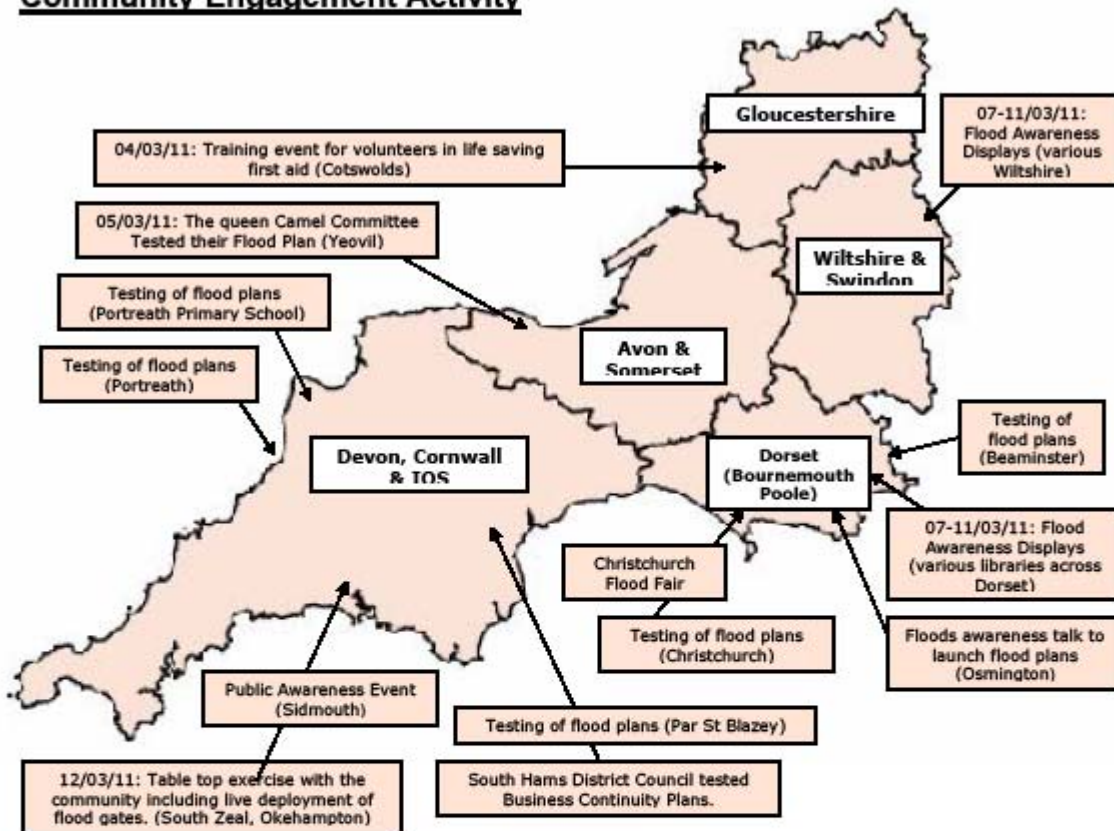 Community Engagement Activity
Gloucestershire
07-11/03/11:
Flood Awareness
Displays (various
Wiltshire)
04/03/11: Training event for volunteers in life saving
first aid (Cotswolds)
05/03/11: The queen Camel Committee
Tested their Flood Plan (Yeovil)
Wiltshire &
Swindon
Testing of flood plans
(Portreath Primary School)
Avon &
Somerset
Testing of flood plans
(Portreath)
Testing of
flood plans
(Beaminster)
Devon, Cornwall
& IOS
Dorset
(Bournemouth
Poole)
07-11/03/11: Flood
Awareness Displays
(various libraries across
Dorset)
Christchurch
Flood Fair
Testing of flood plans
(Christchurch)
Floods awareness talk to
launch flood plans
(Osmington)
Public Awareness Event
(Sidmouth)
Testing of flood plans (Par St Blazey)
12/03/11: Table top exercise with the
community including live deployment of
flood gates. (South Zeal, Okehampton)
South Hams District Council tested
Business Continuity Plans.